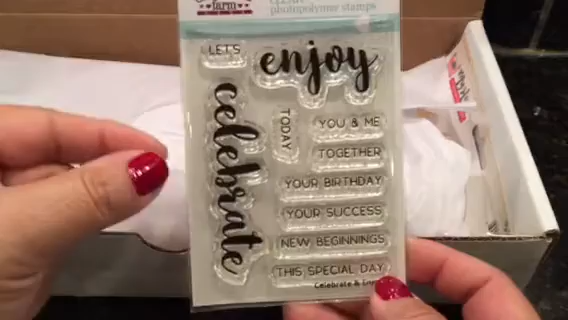 farm
photopolymer stamps
LET'S
enjoy
celebrate
TODAY
YOU & ME
TOGETHER
YOUR BIRTHDAY
YOUR SUCCESS
NEW BEGINNINGS
THIS SPECIAL DAY
Celebrate &